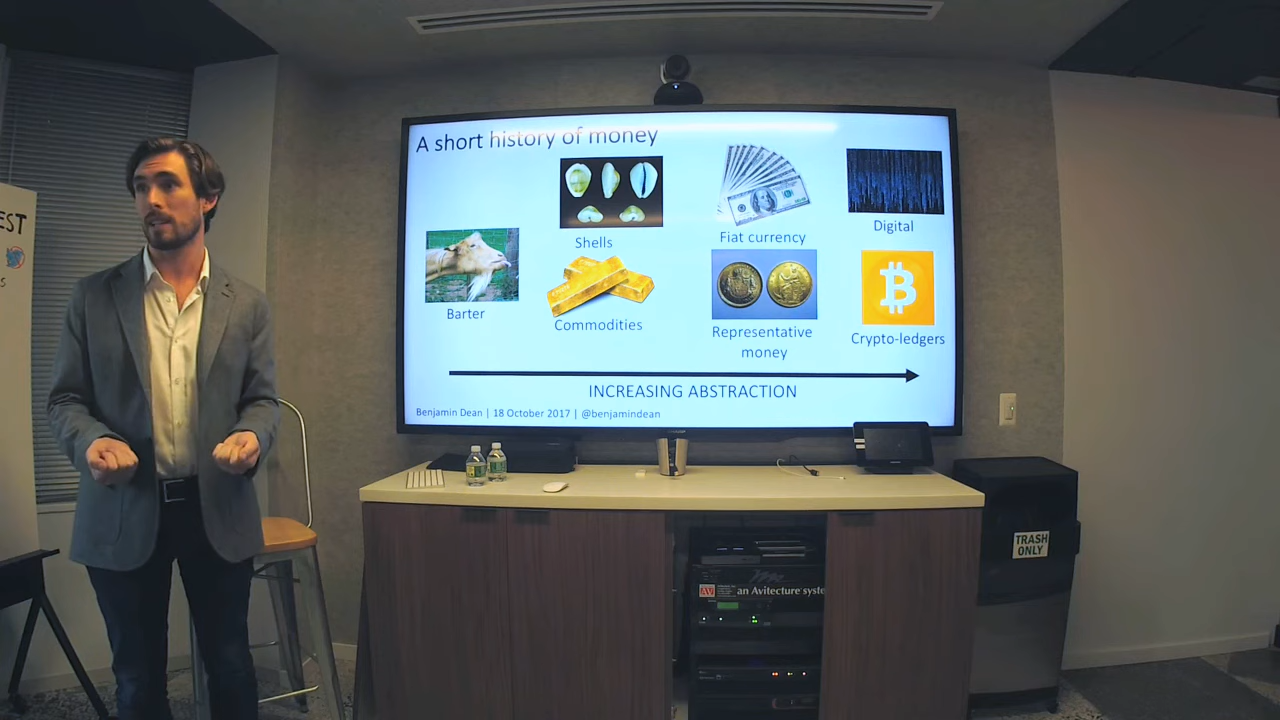 A short history of money
Shells
Fiat currency
Digital
Barter
Commodities
Representative
money
Crypto-ledgers
INCREASING ABSTRACTION
Benjamin Dean | 18 October 2017 | @benjamindean
EST
TRASH
ONLY
AV
an Avitecture syste